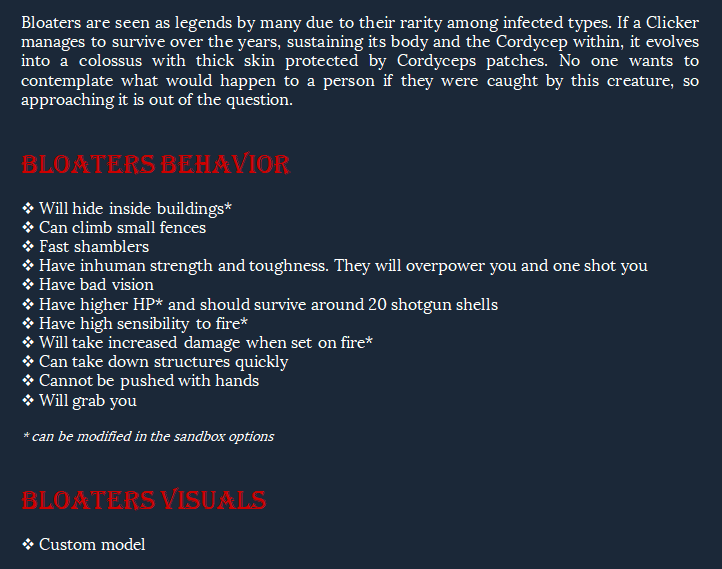 Bloaters are seen as legends by many due to their rarity among infected types. If a Clicker
manages to survive over the years, sustaining its body and the Cordycep within, it evolves
into a colossus with thick skin protected by Cordyceps patches. No one wants to
contemplate what would happen to a person if they were caught by this creature, so
approaching it is out of the question.
BLOATERS BEHAVIOR
❖ Will hide inside buildings*
❖ Can climb small fences
❖ Fast shamblers
❖ Have inhuman strength and toughness. They will overpower you and one shot you
❖ Have bad vision
❖ Have higher HP* and should survive around 20 shotgun shells
❖ Have high sensibility to fire*
❖ Will take increased damage when set on fire*
❖ Can take down structures quickly
❖ Cannot be pushed with hands
❖ Will grab you
* can be modified in the sandbox options
BLOATERS VISUALS
❖ Custom model